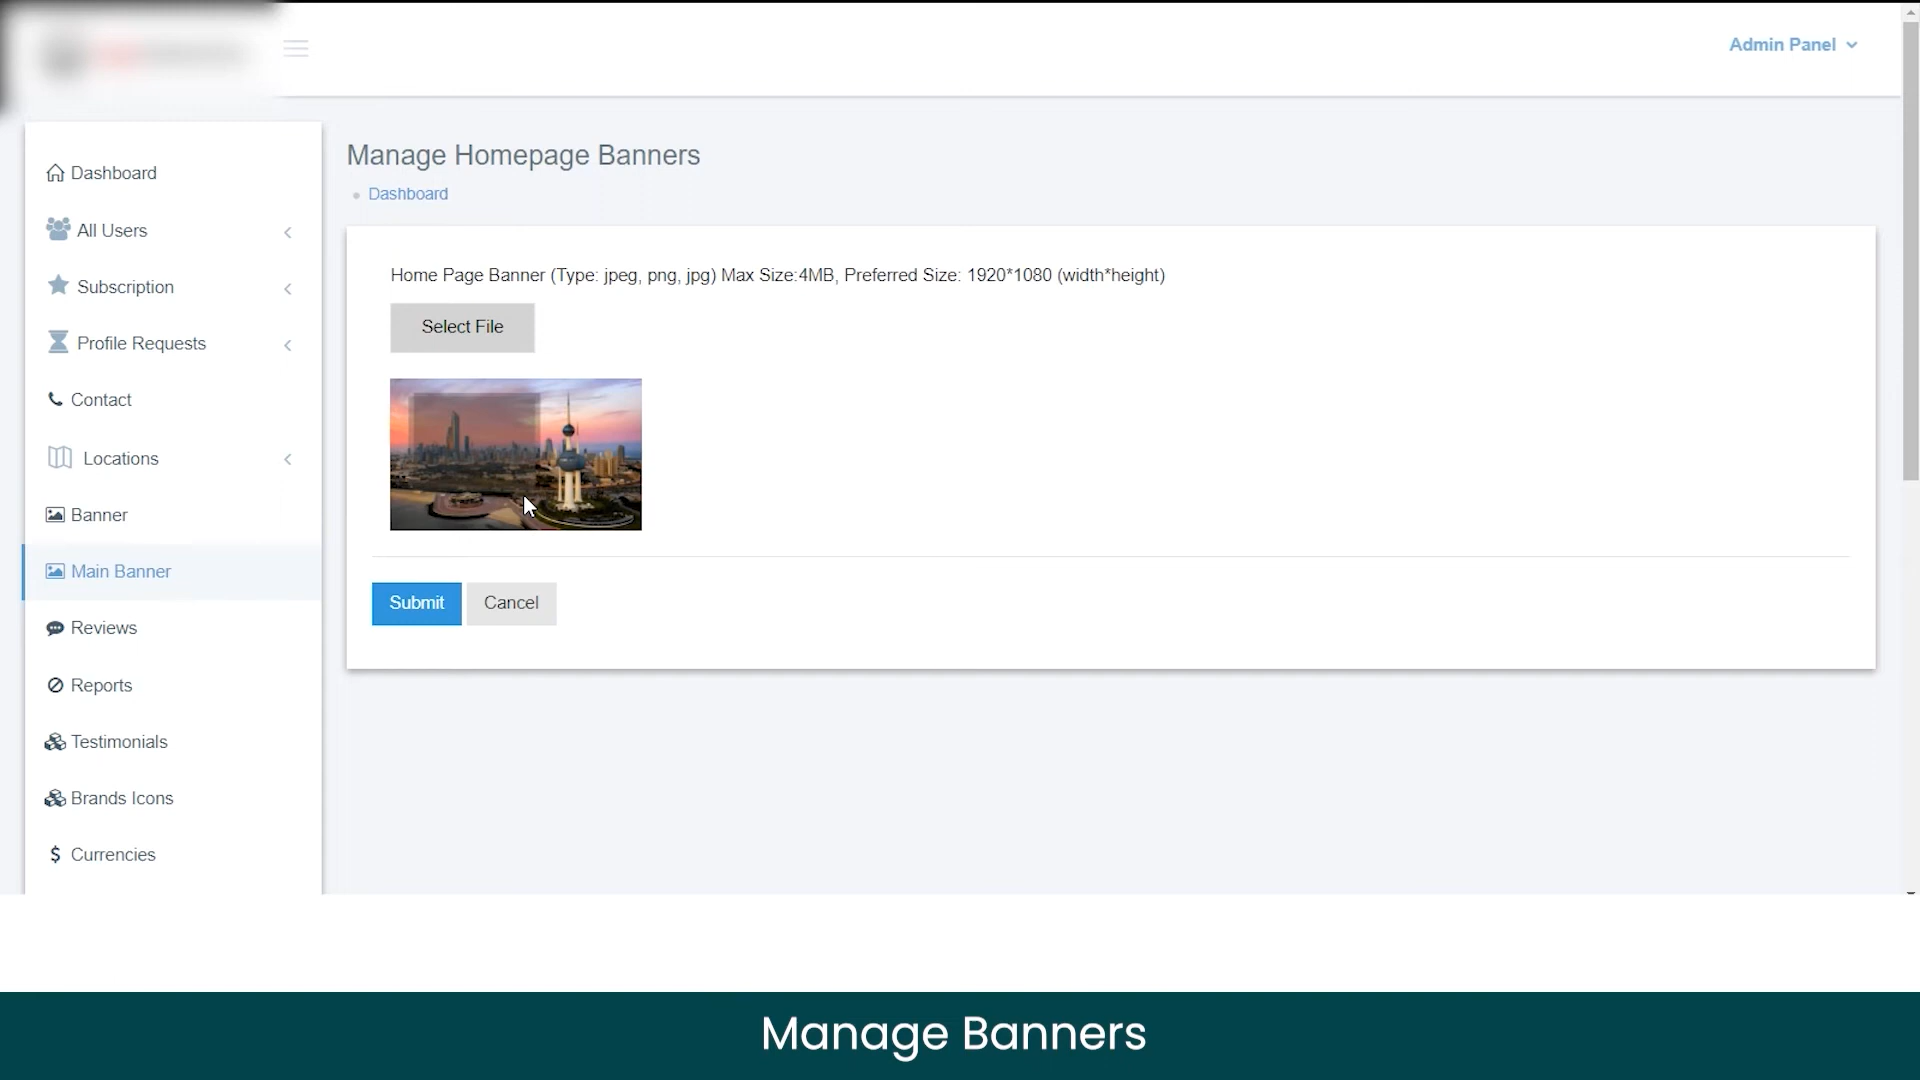 Admin Panel
Dashboard
All Users
Subscription
Profile Requests
Contact
Locations
Banner
Main Banner
Reviews
Reports
Testimonials
Brands Icons
$ Currencies
Manage Homepage Banners
Dashboard
Home Page Banner (Type: jpeg, png, jpg) Max Size:4MB, Preferred Size: 1920*1080 (width*height)
Select File
Submit Cancel
Manage Banners